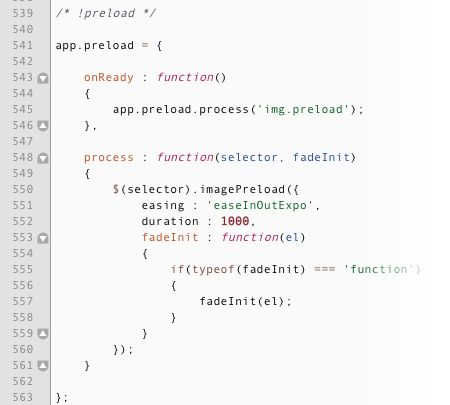 539 /* !preload */
540
541 app.preload = {
542
543 onReady : function()
544 {
545 app.preload.process('img.preload');
546 },
547
548 process : function(selector, fadeInit)
549 {
550 $(selector).imagePreload({
551 easing : 'easeInOutExpo',
552 duration : 1000,
553 fadeInit : function(el)
554 {
555 if(typeof(fadeInit) === 'function')
556 {
557 fadeInit(el);
558 }
559 }
560 });
561 }
562
563 };